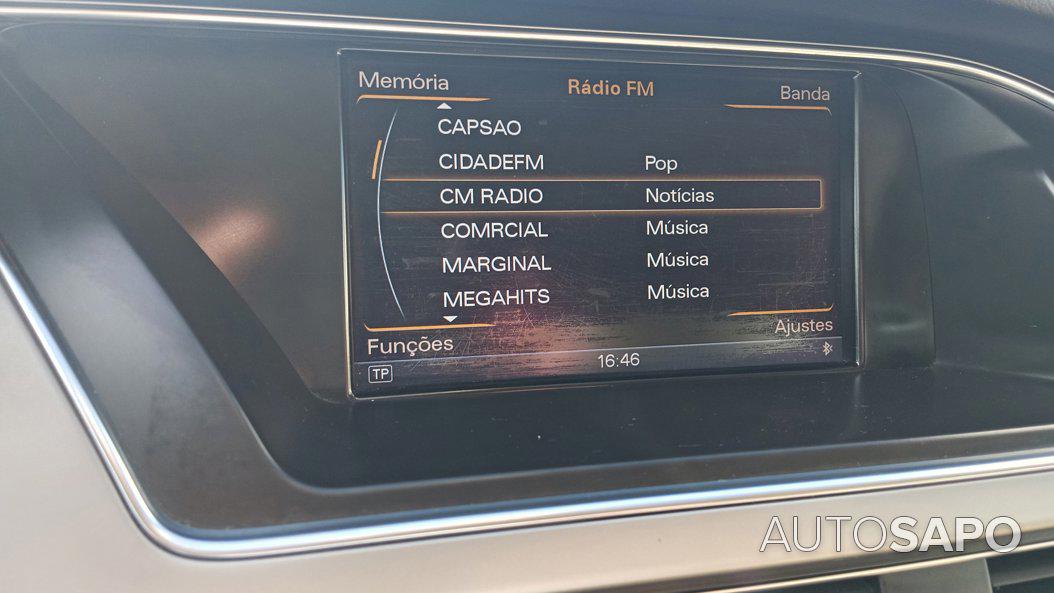 Memória Rádio FM Banda
CAPSAO
CIDADEFM Pop
CM RADIO Notícias
COMRCIAL Música
MARGINAL Música
MEGAHITS Música
Funções Ajustes
TP 16:46
AUTOSAPO